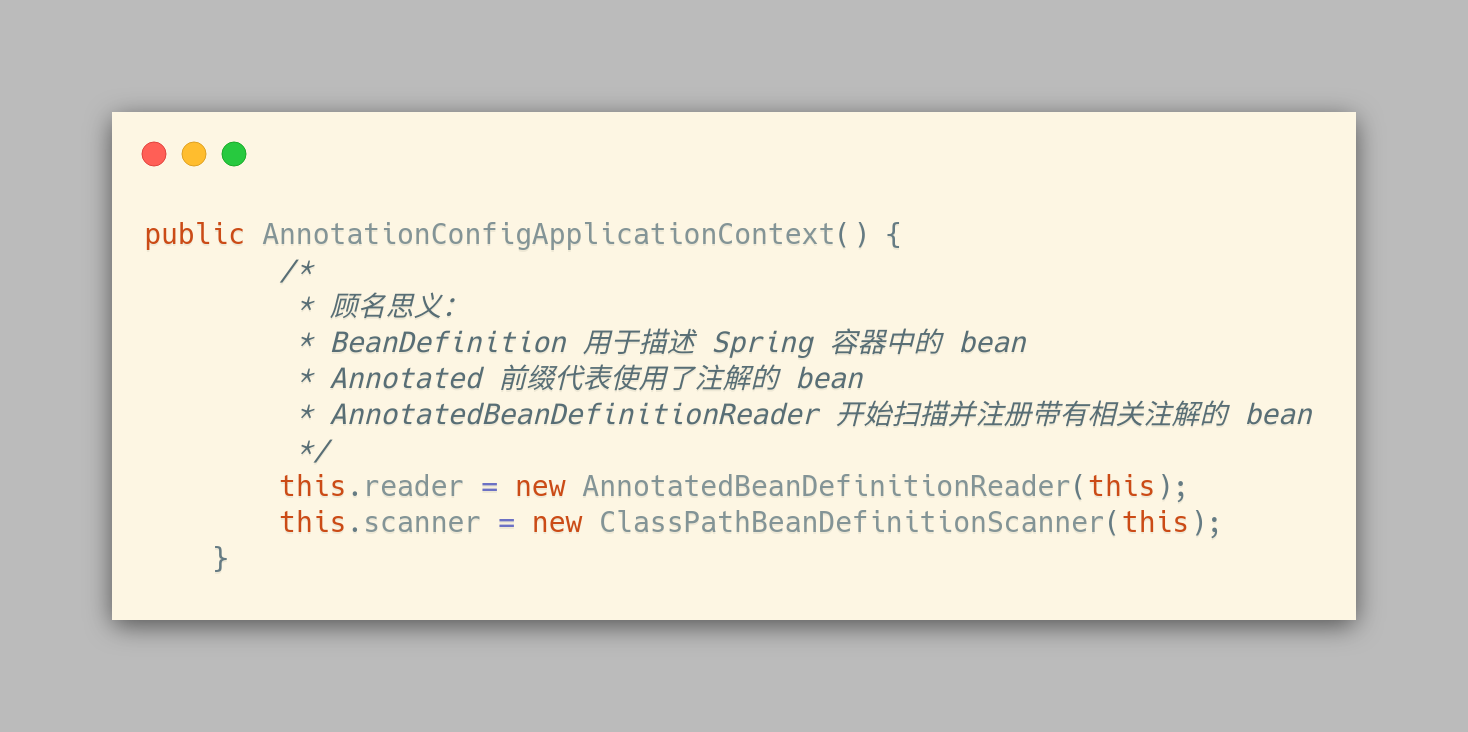 public AnnotationConfigApplicationContext() {
        /*
         * 顾名思义:
         * BeanDefinition 用于描述 Spring 容器中的 bean
         * Annotated 前缀代表使用了注解的 bean
         * AnnotatedBeanDefinitionReader 开始扫描并注册带有相关注解的 bean
         */
        this.reader = new AnnotatedBeanDefinitionReader(this);
        this.scanner = new ClassPathBeanDefinitionScanner(this);
    }